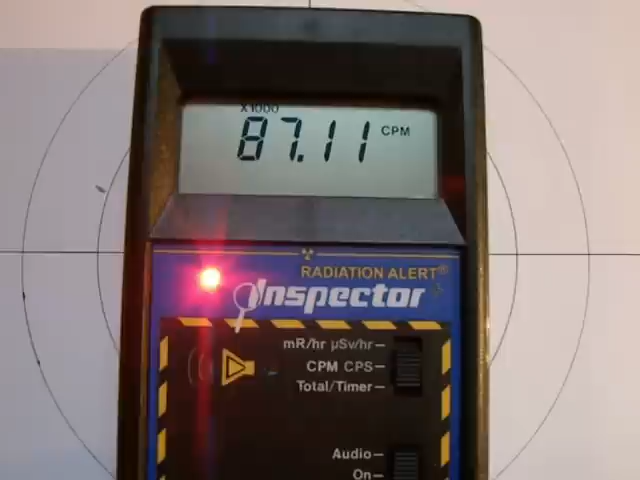 X1000
87.11 CPM
RADIATION ALERT®
Inspector
mR/hr µSv/hr
CPM CPS
Total/Timer
Audio
On